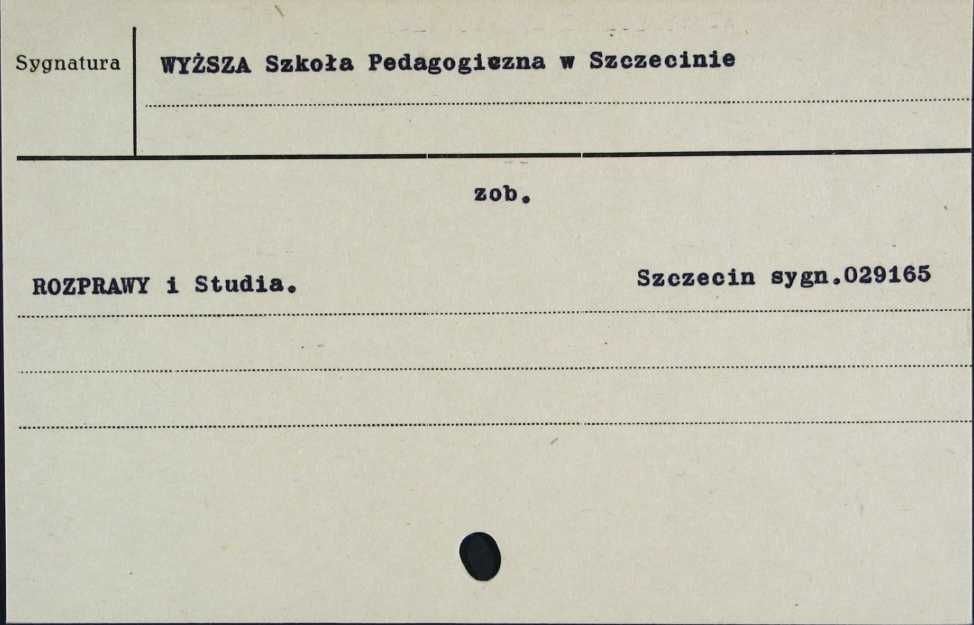 Sygnatura
WYŻSZA Szkoła Pedagogiczna w Szczecinie
zob.
ROZPRAWY i Studia. Szczecin sygn.029165